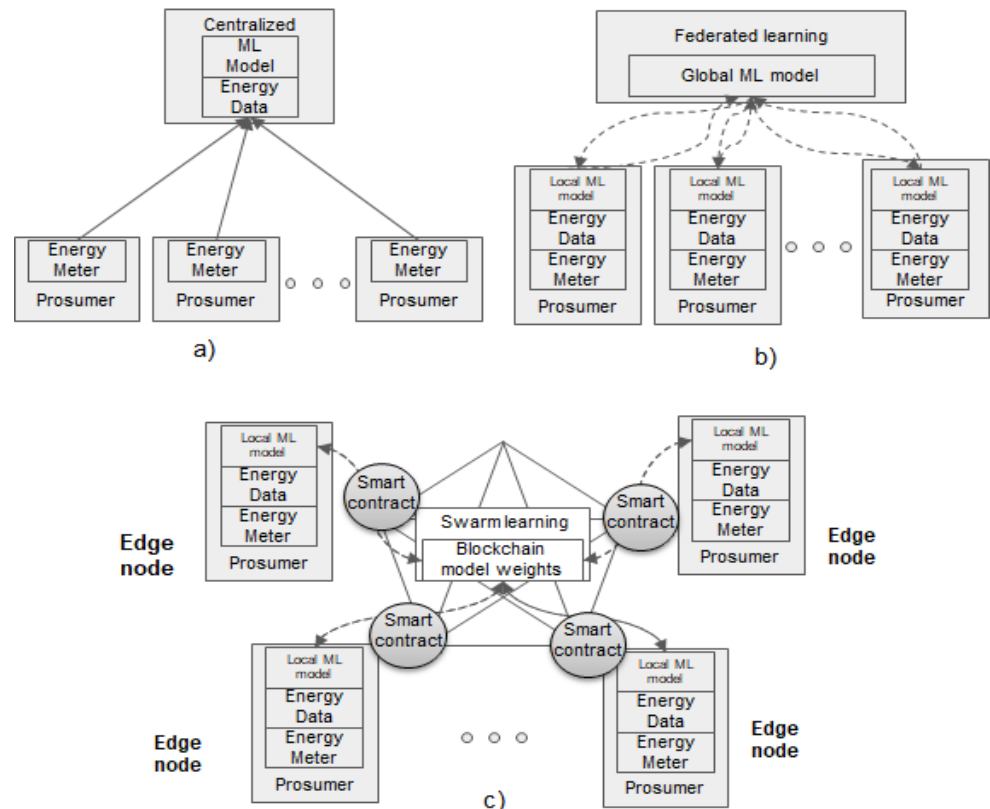 Centralized
ML
Model
Energy
Data
Energy
Meter
Prosumer
Energy
Meter
Prosumer
Energy
Meter
Prosumer
a)
Federated learning
Global ML model
Local ML
model
Energy
Data
Energy
Meter
Prosumer
Local ML
model
Energy
Data
Energy
Meter
Prosumer
Local ML
model
Energy
Data
Energy
Meter
Prosumer
b)
Edge
node
Local ML
model
Energy
Data
Energy
Meter
Prosumer
Smart
contract
Swarm learning
Blockchain
model weights
Smart
contract
Local ML
model
Energy
Data
Energy
Meter
Prosumer
Edge
node
Smart
contract
Smart
contract
Edge
node
Local ML
model
Energy
Data
Energy
Meter
Prosumer
Local ML
model
Energy
Data
Energy
Meter
Prosumer
Edge
node
c)